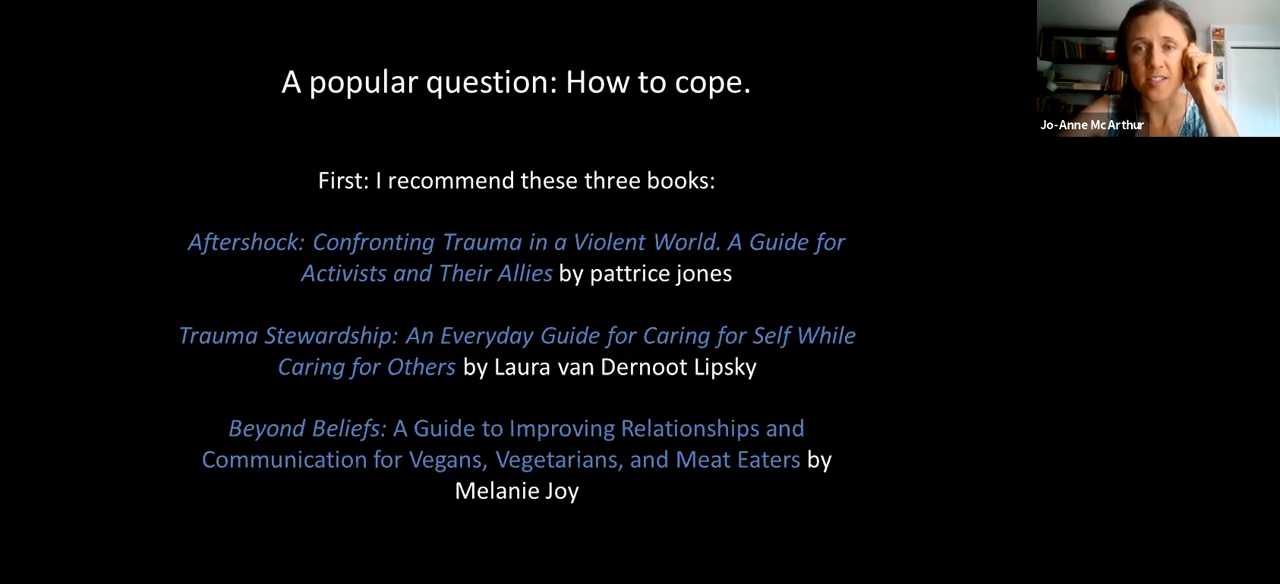 A popular question: How to cope.
Jo-Anne McArthur
First: I recommend these three books:
Aftershock: Confronting Trauma in a Violent World. A Guide for
Activists and Their Allies by pattrice jones
Trauma Stewardship: An Everyday Guide for Caring for Self While
Caring for Others by Laura van Dernoot Lipsky
Beyond Beliefs: A Guide to Improving Relationships and
Communication for Vegans, Vegetarians, and Meat Eaters by
Melanie Joy